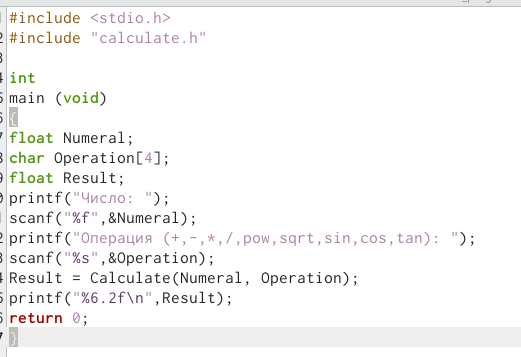 #include <stdio.h>
#include "calculate.h"
int
main (void)
{
float Numeral;
char Operation[4];
float Result;
printf("Число: ");
scanf("%f",&Numeral);
printf("Операция (+,-,*,/,pow,sqrt,sin,cos,tan): ");
scanf("%s",&Operation);
Result = Calculate(Numeral, Operation);
printf("%6.2f\n",Result);
return 0;
}